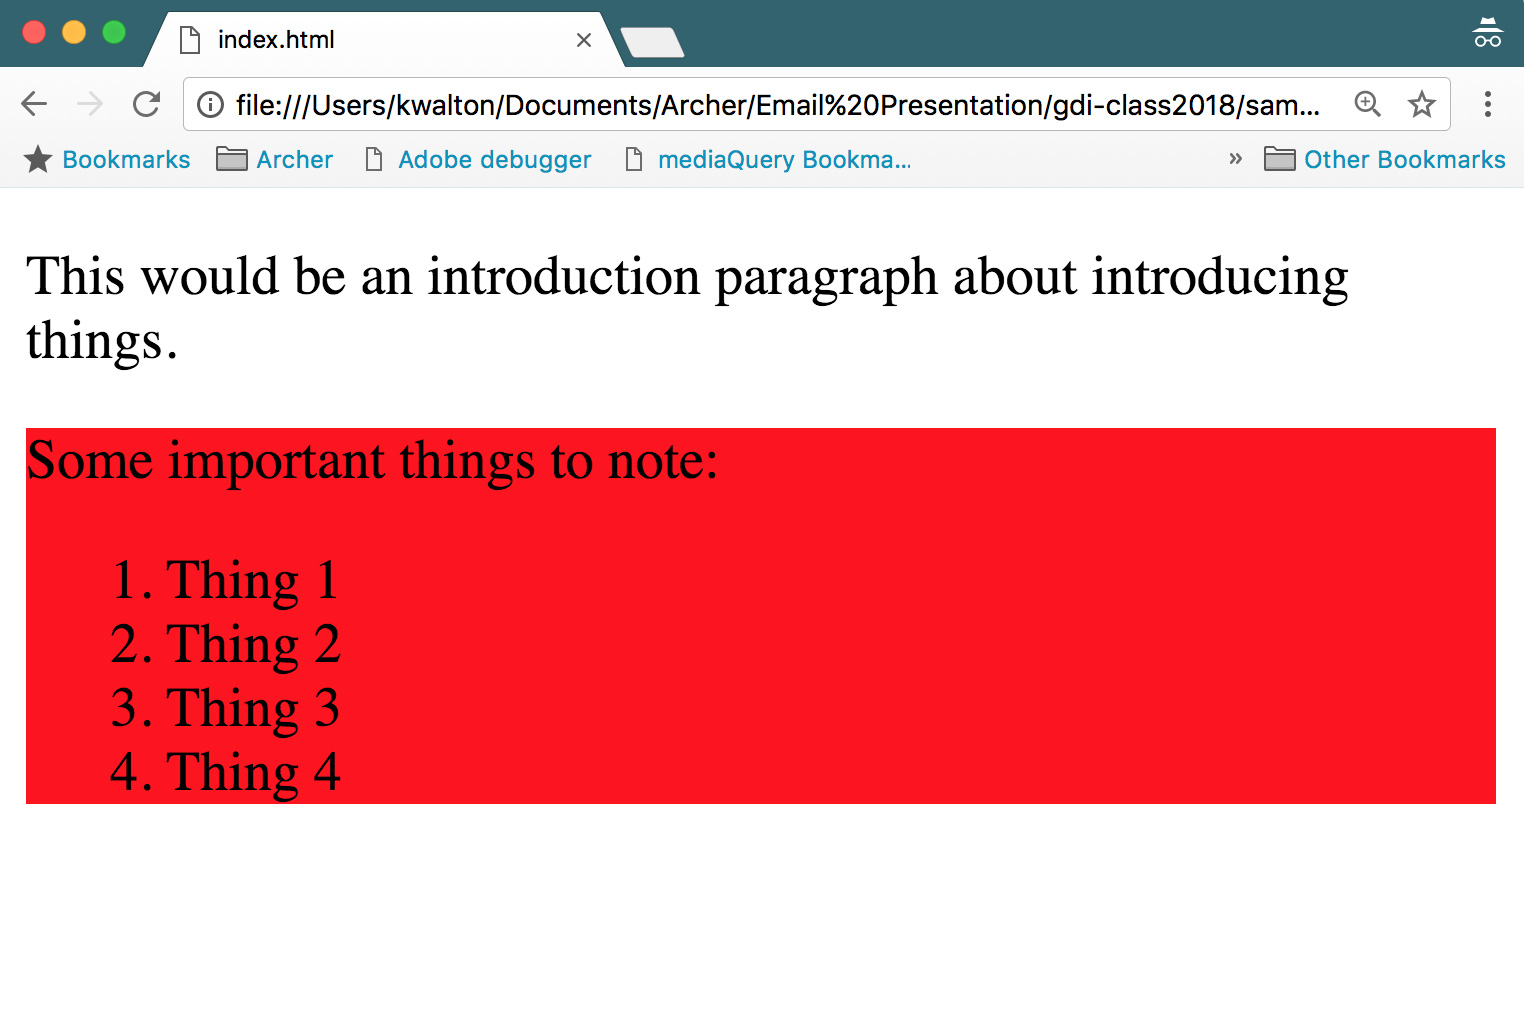 index.html
file:///Users/kwalton/Documents/Archer/Email%20Presentation/gdi-class2018/sam...
Bookmarks Archer Adobe debugger mediaQuery Bookma... » Other Bookmarks
This would be an introduction paragraph about introducing
things.
Some important things to note:
1. Thing 1
2. Thing 2
3. Thing 3
4. Thing 4